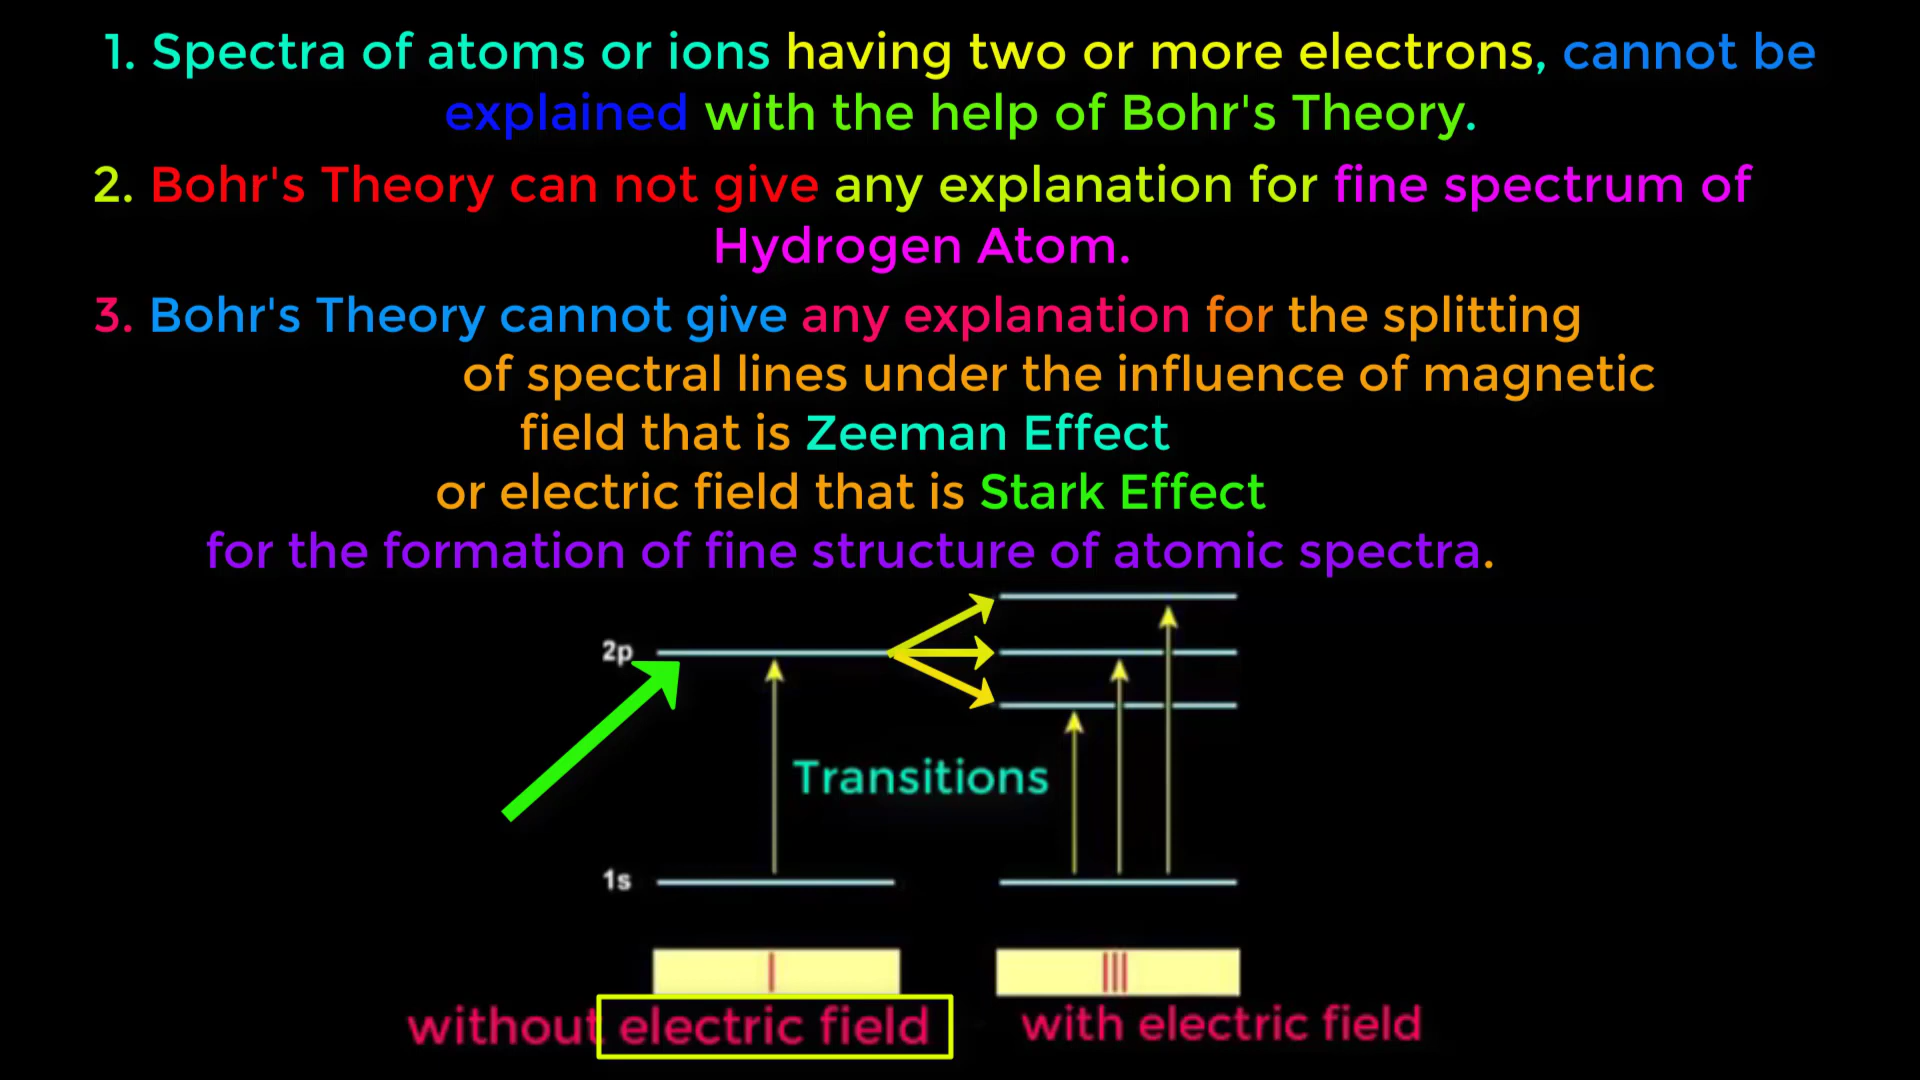 1. Spectra of atoms or ions having two or more electrons, cannot be
explained with the help of Bohr's Theory.
2. Bohr's Theory can not give any explanation for fine spectrum of
Hydrogen Atom.
3. Bohr's Theory cannot give any explanation for the splitting
of spectral lines under the influence of magnetic
field that is Zeeman Effect
or electric field that is Stark Effect
for the formation of fine structure of atomic spectra.
2p
Transitions
1s
without electric field
with electric field